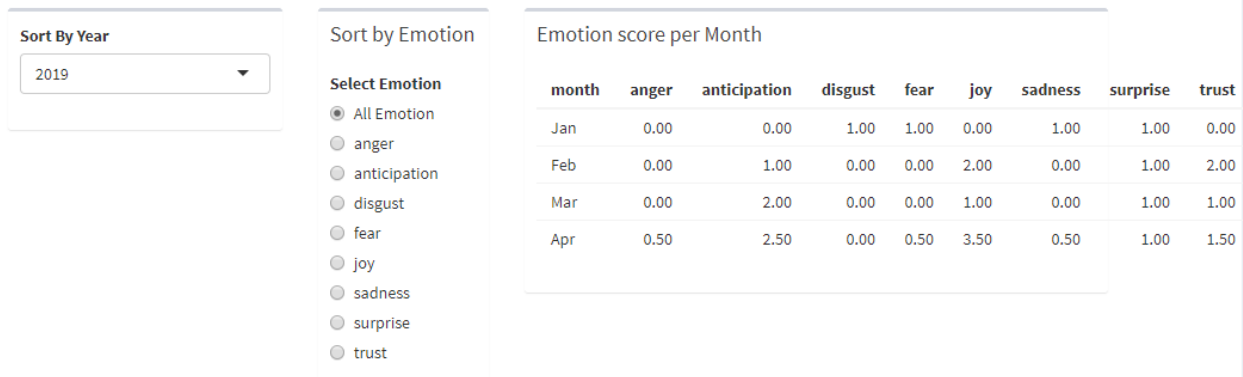 Sort By Year
2019
Sort by Emotion
Select Emotion
All Emotion
anger
anticipation
disgust
fear
joy
sadness
surprise
trust
Emotion score per Month
month anger anticipation disgust fear joy sadness surprise trust
Jan 0.00 0.00 1.00 1.00 0.00 1.00 1.00 0.00
Feb 0.00 1.00 0.00 0.00 2.00 0.00 1.00 2.00
Mar 0.00 2.00 0.00 0.00 1.00 0.00 1.00 1.00
Apr 0.50 2.50 0.00 0.50 3.50 0.50 1.00 1.50